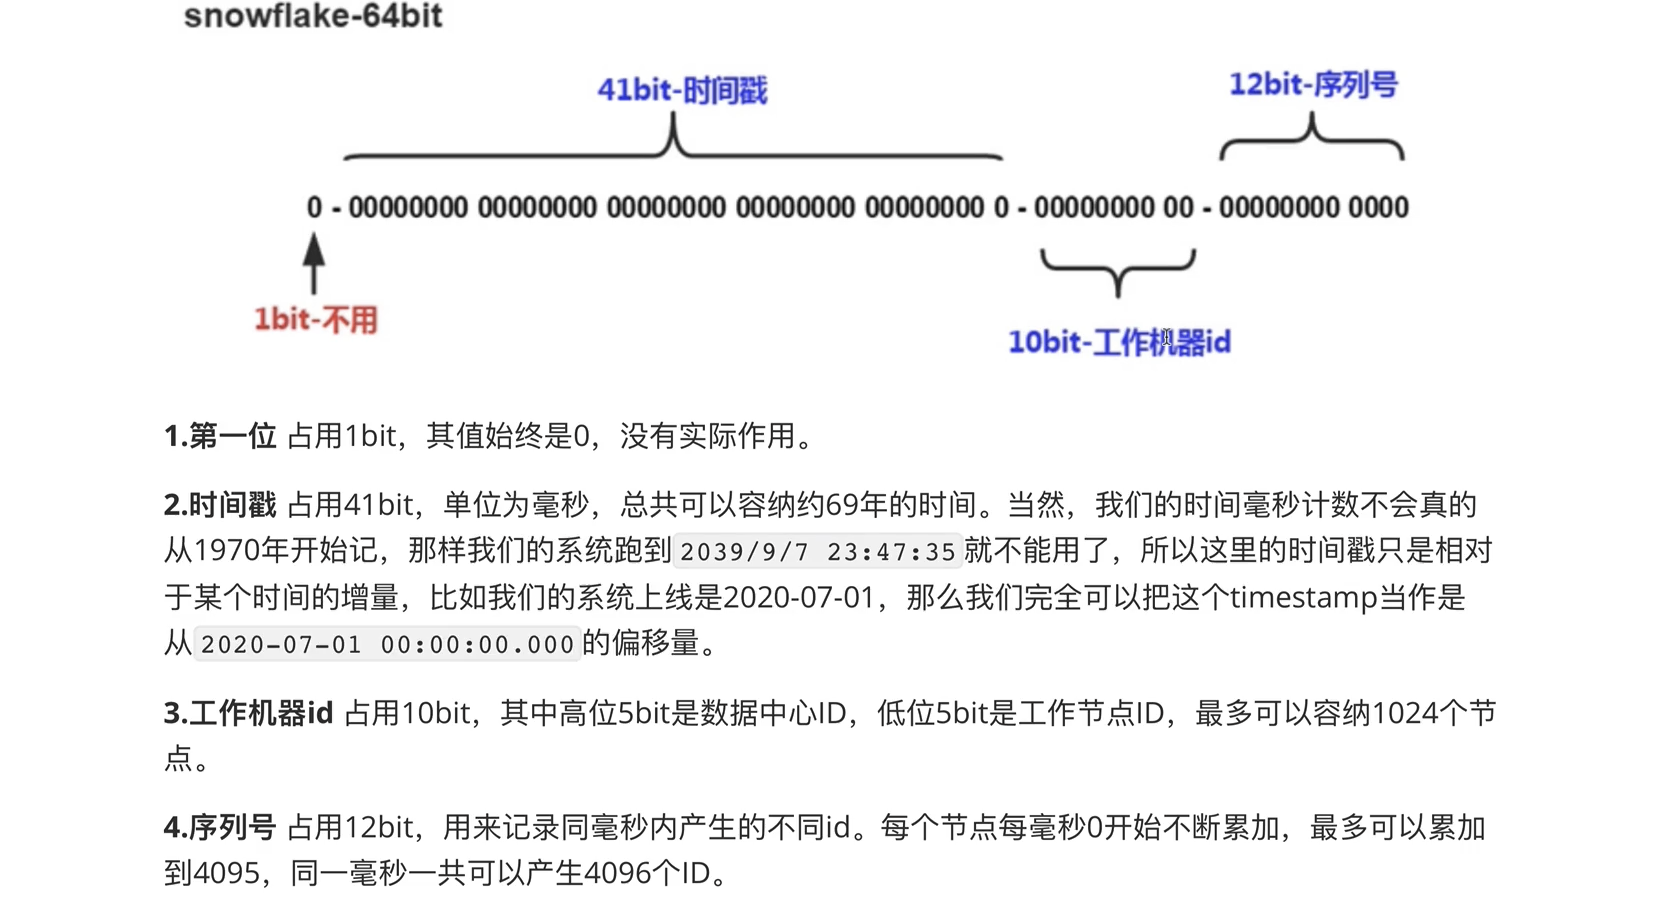 snowflake-64bit
41bit-时间戳
12bit-序列号
0 - 00000000 00000000 00000000 00000000 00000000 0 - 00000000 00 - 00000000 0000
1bit-不用
10bit-工作机器id
1.第一位 占用1bit，其值始终是0，没有实际作用。
2.时间戳 占用41bit，单位为毫秒，总共可以容纳约69年的时间。当然，我们的时间毫秒计数不会真的
从1970年开始记，那样我们的系统跑到 2039/9/7 23:47:35 就不能用了，所以这里的时间戳只是相对
于某个时间的增量，比如我们的系统上线是2020-07-01，那么我们完全可以把这个timestamp当作是
从 2020-07-01 00:00:00.000 的偏移量。
3.工作机器id 占用10bit，其中高位5bit是数据中心ID，低位5bit是工作节点ID，最多可以容纳1024个节
点。
4.序列号 占用12bit，用来记录同毫秒内产生的不同id。每个节点每毫秒0开始不断累加，最多可以累加
到4095，同一毫秒一共可以产生4096个ID。